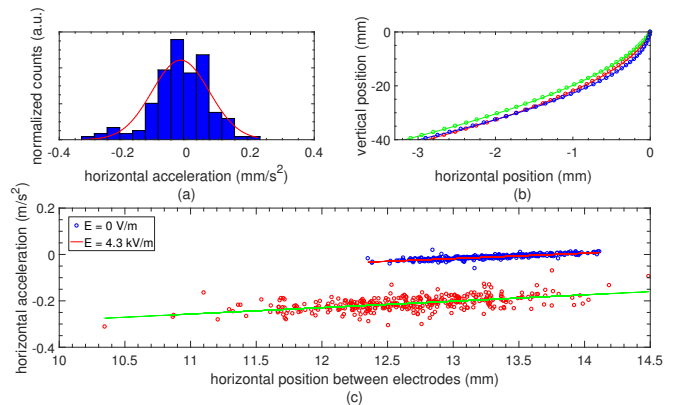 normalized counts (a.u.)
-0.4
-0.2
0
0.2
0.4
horizontal acceleration (mm/s²)
(a)
vertical position (mm)
0
-20
-40
-3
-2
-1
0
horizontal position (mm)
(b)
horizontal acceleration (m/s²)
0.2
0
-0.2
-0.4
E = 0 V/m
E = 4.3 kV/m
10
10.5
11
11.5
12
12.5
13
13.5
14
14.5
horizontal position between electrodes (mm)
(c)